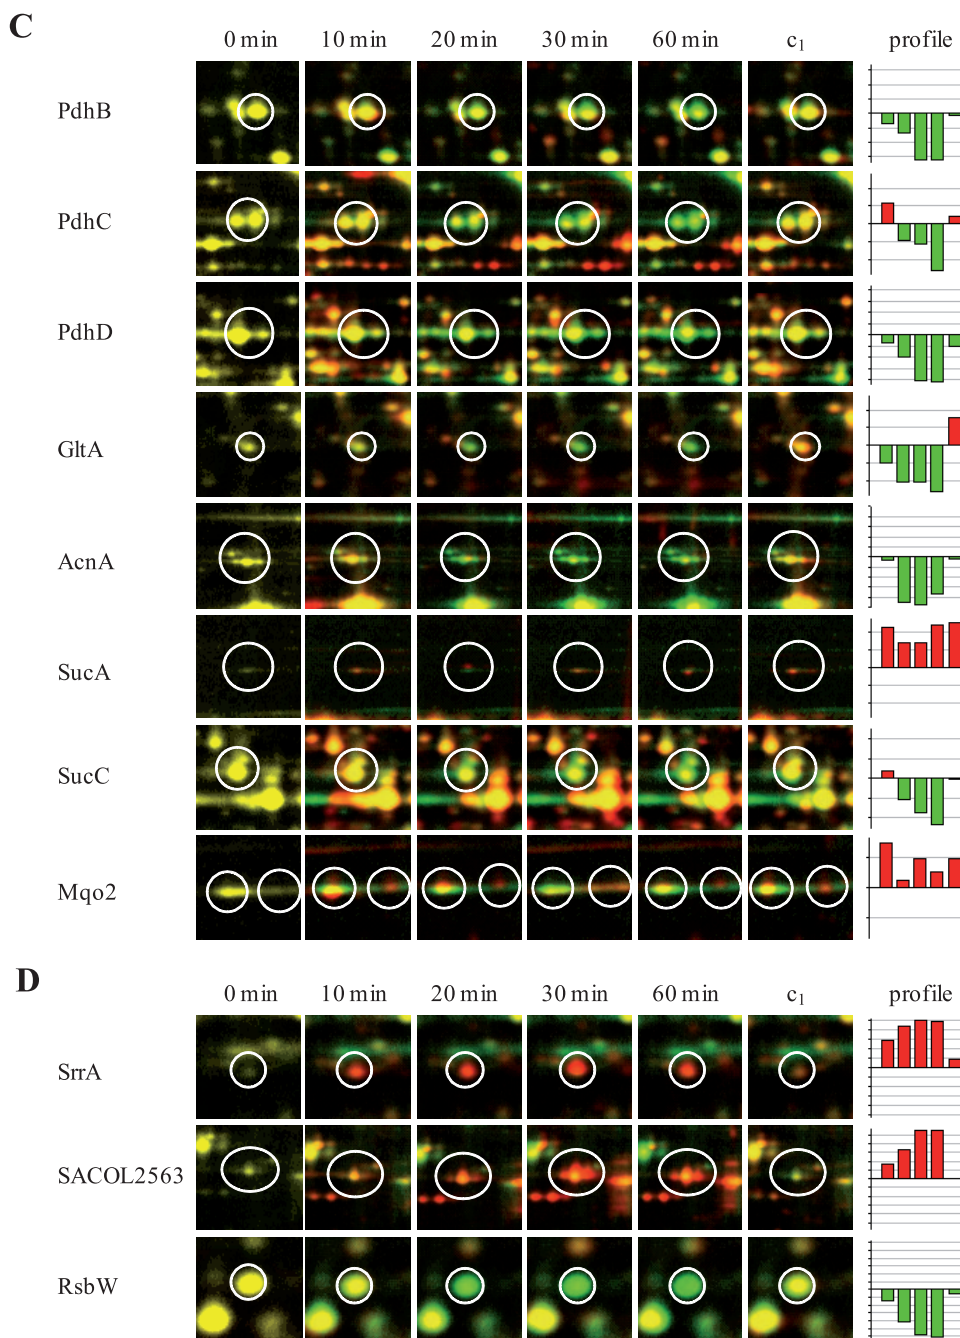 C
0 min 10 min 20 min 30 min 60 min c₁ profile
PdhB
PdhC
PdhD
GltA
AcnA
SucA
SucC
Mqo2
D
0 min 10 min 20 min 30 min 60 min c₁ profile
SrrA
SACOL2563
RsbW